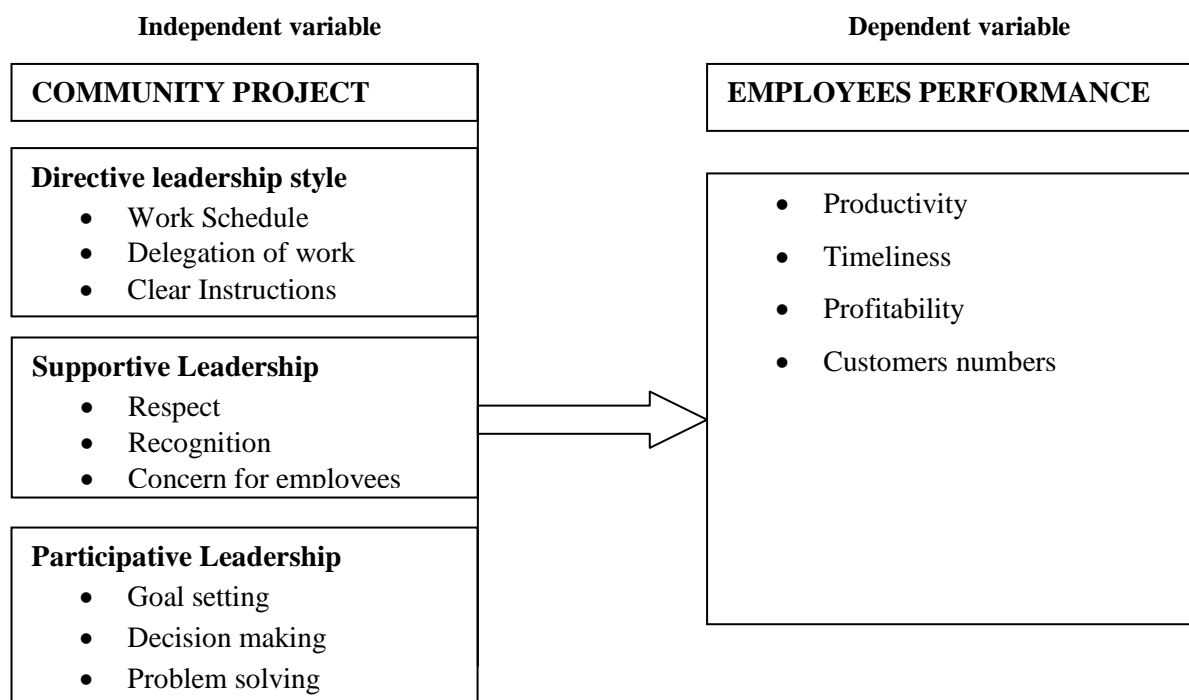 Independent variable
COMMUNITY PROJECT
Directive leadership style
• Work Schedule
• Delegation of work
• Clear Instructions
Supportive Leadership
• Respect
• Recognition
• Concern for employees
Participative Leadership
• Goal setting
• Decision making
• Problem solving
Dependent variable
EMPLOYEES PERFORMANCE
• Productivity
• Timeliness
• Profitability
• Customers numbers